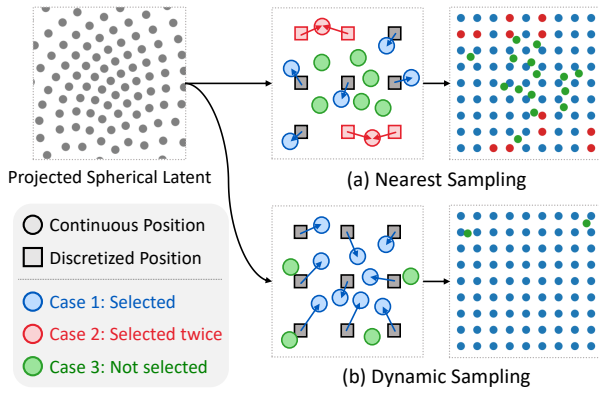 Projected Spherical Latent
Continuous Position
Discretized Position
Case 1: Selected
Case 2: Selected twice
Case 3: Not selected
(a) Nearest Sampling
(b) Dynamic Sampling